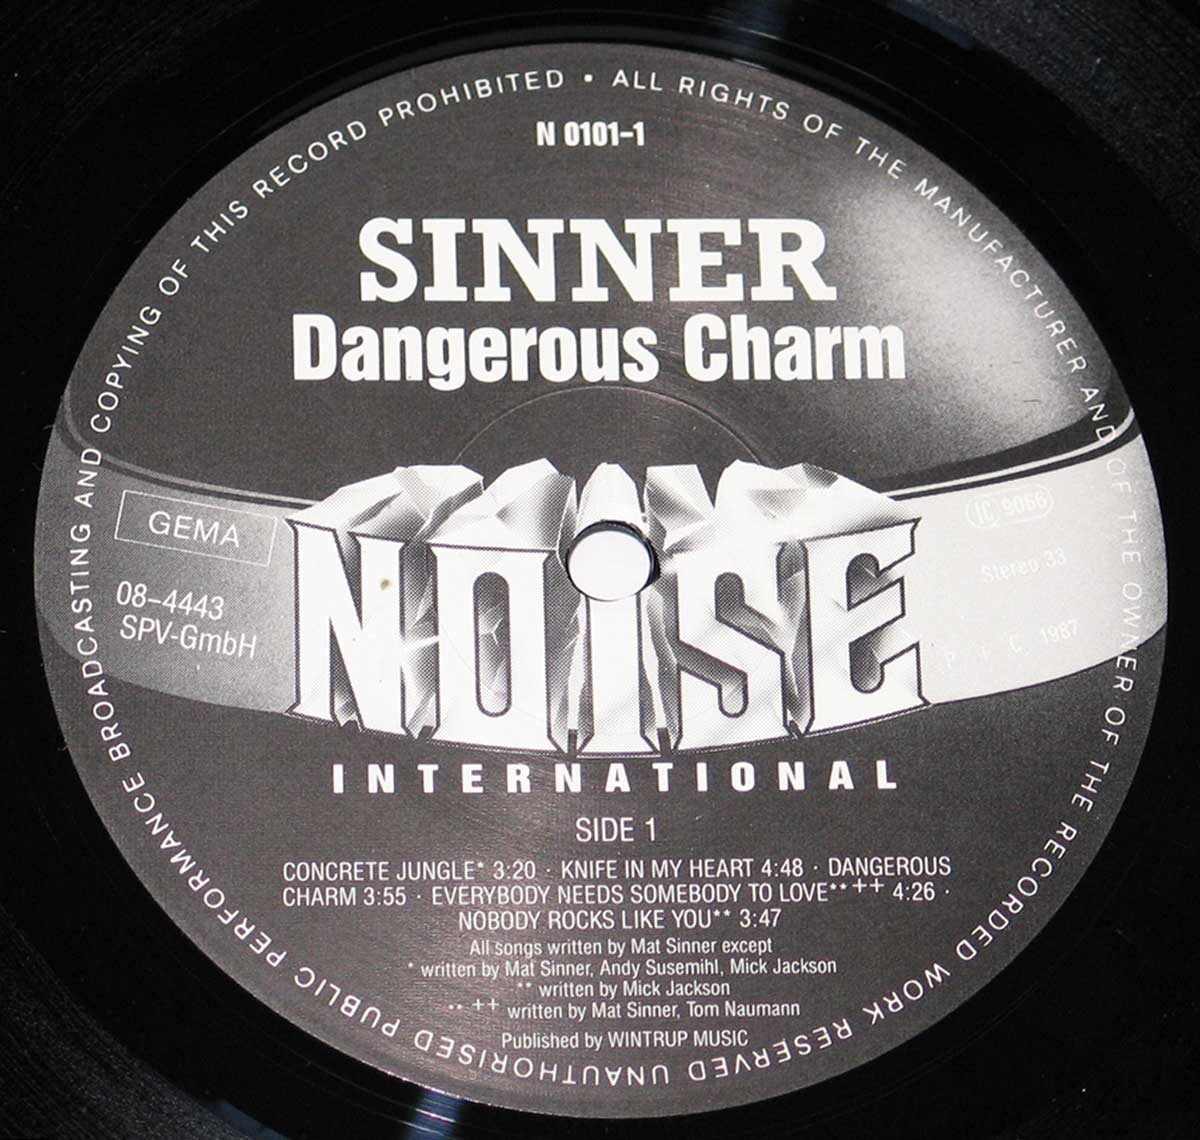 UNAUTHORISED PUBLIC PERFORMANCE BROADCASTING AND COPYING OF THIS RECORD PROHIBITED • ALL RIGHTS OF THE MANUFACTURER AND OF THE OWNER OF THE RECORDED WORK RESERVED
N 0101-1
SINNER
Dangerous Charm
GEMA
08-4443
SPV-GmbH
NOISE
INTERNATIONAL
LC 9066
Stereo 33
P + C 1987
SIDE 1
CONCRETE JUNGLE* 3:20 · KNIFE IN MY HEART 4:48 · DANGEROUS
CHARM 3:55 · EVERYBODY NEEDS SOMEBODY TO LOVE** ++ 4:26 ·
NOBODY ROCKS LIKE YOU** 3:47
All songs written by Mat Sinner except
* written by Mat Sinner, Andy Susemihl, Mick Jackson
** written by Mick Jackson
** ++ written by Mat Sinner, Tom Naumann
Published by WINTRUP MUSIC